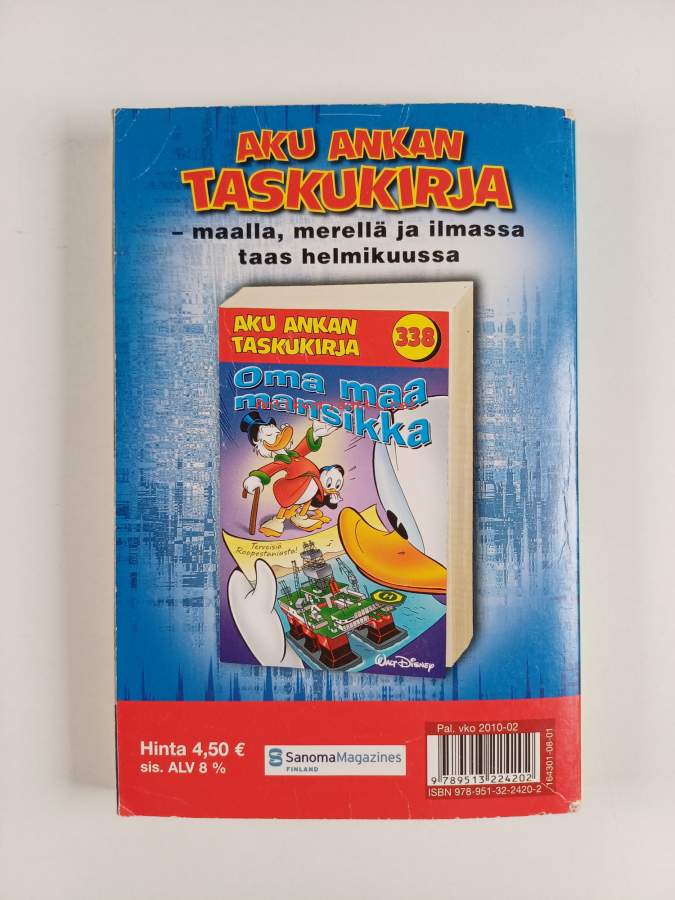 AKU ANKAN
TASKUKIRJA
– maalla, merellä ja ilmassa
taas helmikuussa
AKU ANKAN
TASKUKIRJA
338
Oma maa
mansikka
Terveisiä
Roopestaniasta!
H
WALT DISNEY
Hinta 4,50 €
sis. ALV 8 %
SanomaMagazines
FINLAND
Pal. vko 2010-02
9 789513 224202
ISBN 978-951-32-2420-2
164301-08-01